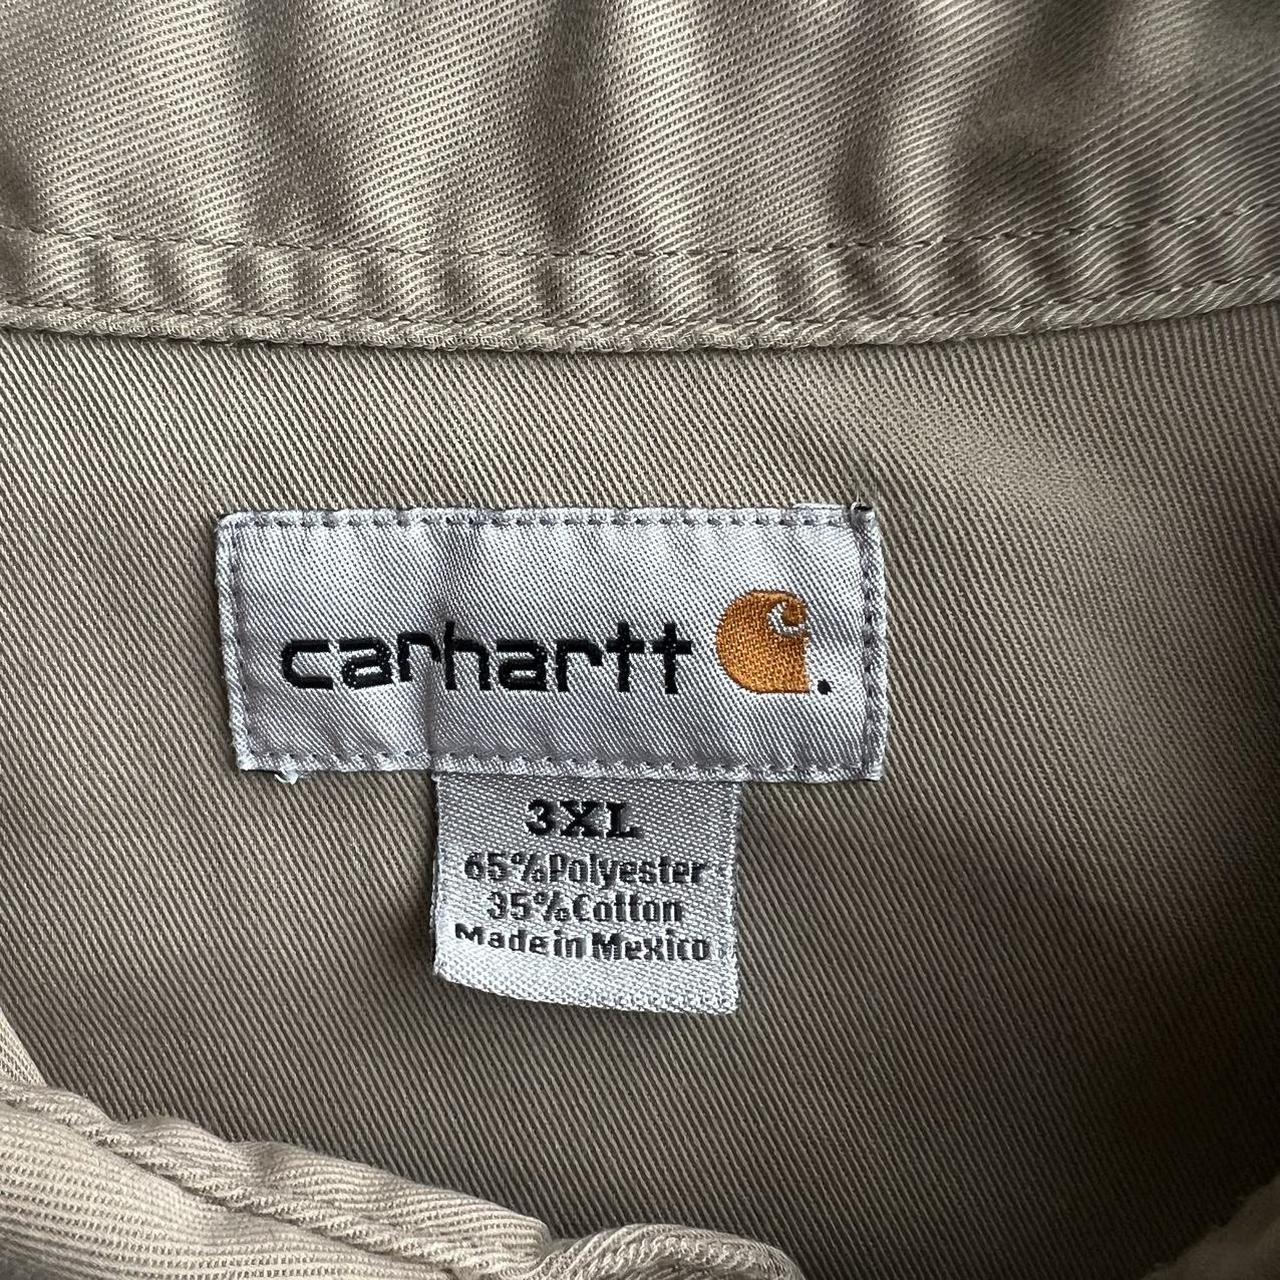 carhartt
3XL
65%Polyester
35%Cotton
Made in Mexico